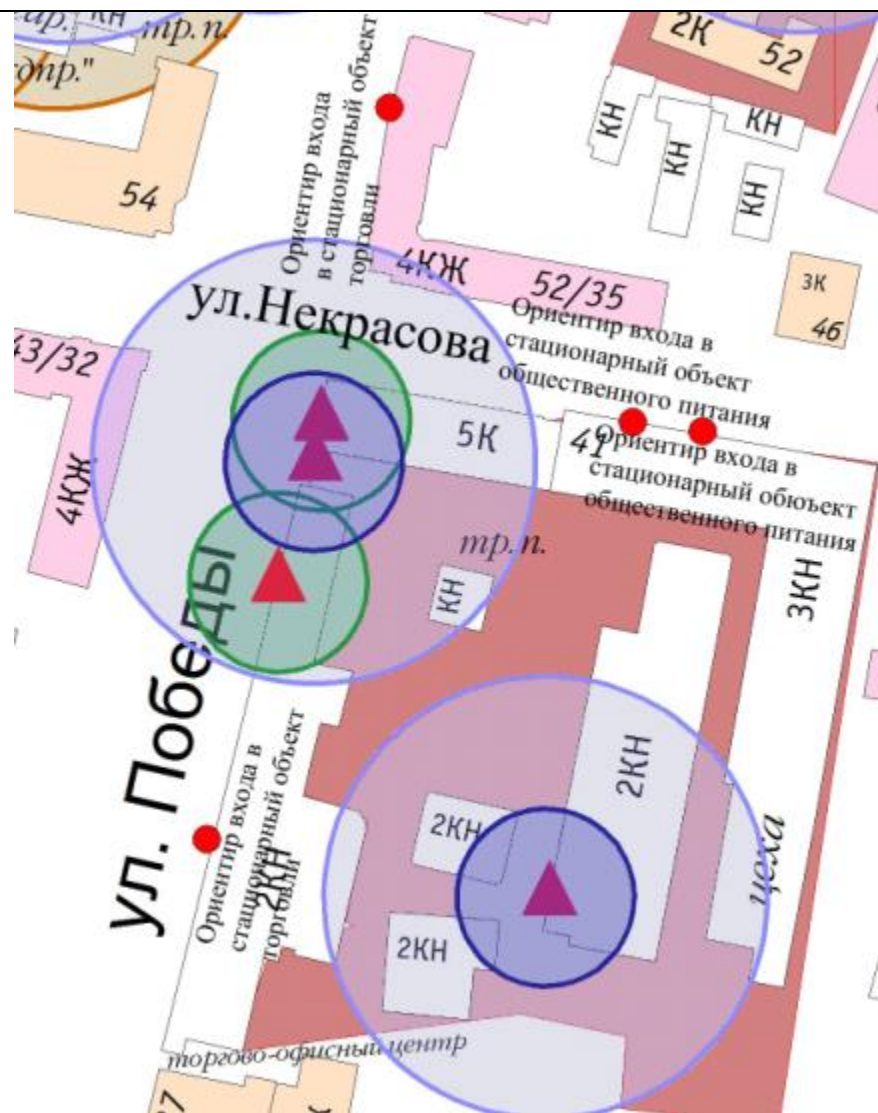 КН
тр. п.
2К
52
КН
КН
КН
КН
54
Ориентир входа
в стационарный объект
торговли
4КЖ
52/35
3К
46
ул.Некрасова
43/32
4КЖ
Ориентир входа в
стационарный объект
общественного питания
5К
41
Ориентир входа в
стационарный обюъект
общественного питания
тр. п.
КН
3КН
ул. Победы
2КН
2КН
2КН
цеха
Ориентир входа в
стационарный объект
торговли
2КН
торгово-офисный центр